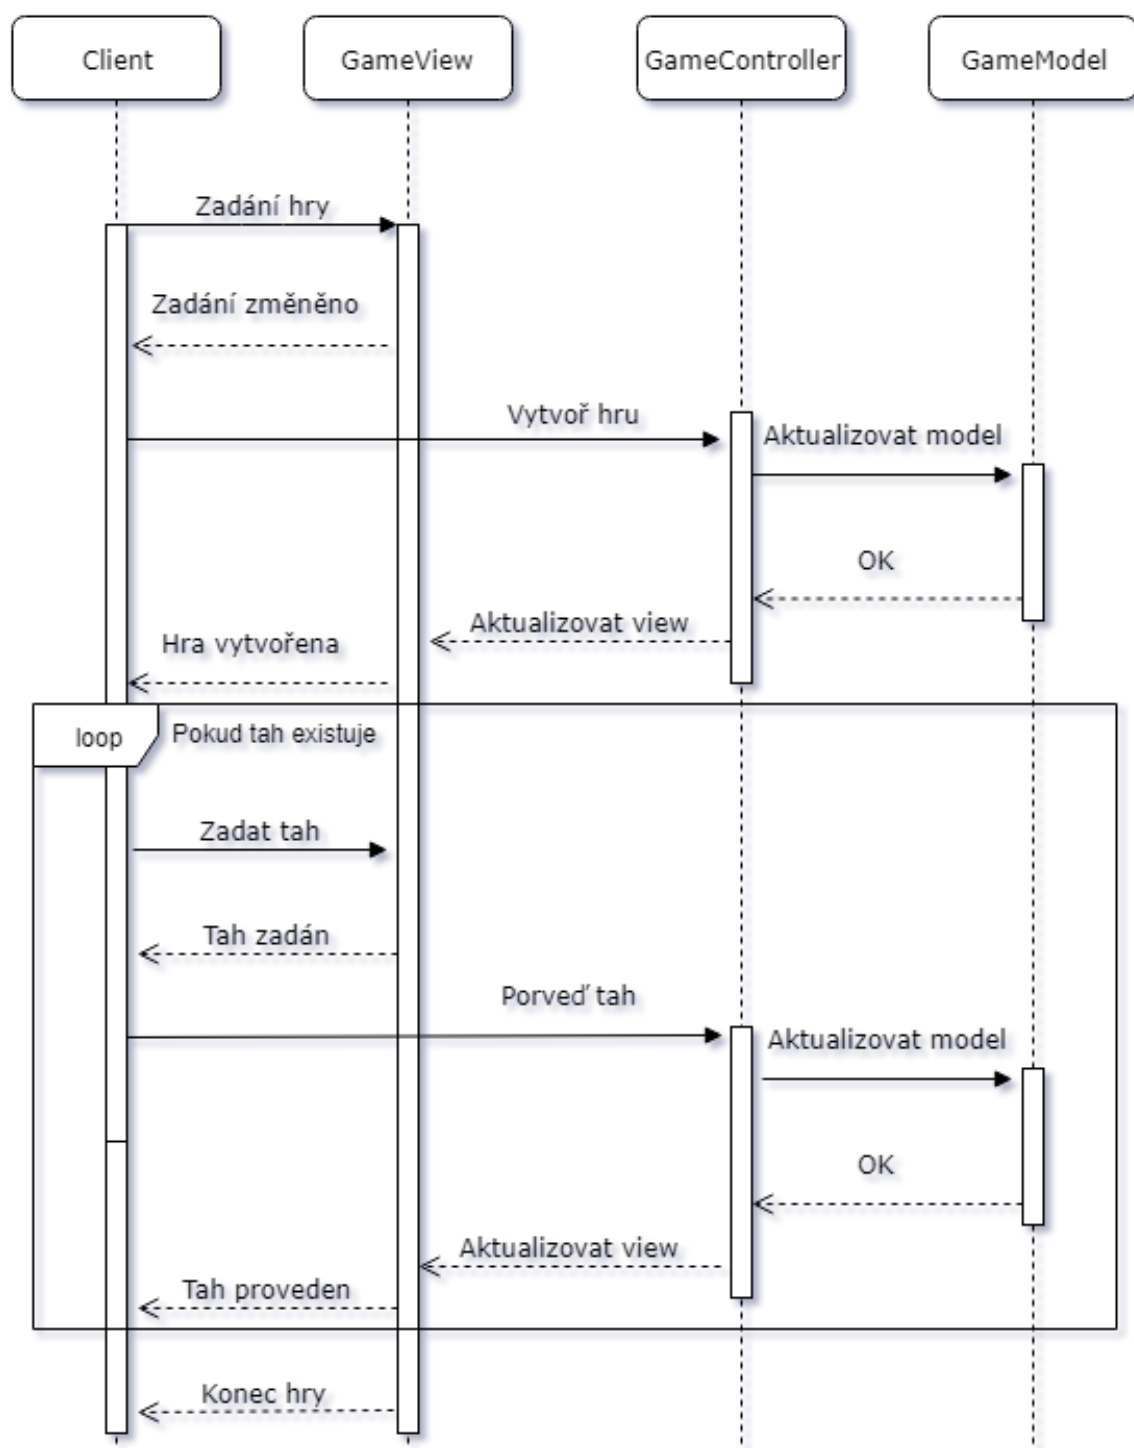 Client
GameView
GameController
GameModel
Zadání hry
Zadání změněno
Vytvoř hru
Aktualizovat model
OK
Aktualizovat view
Hra vytvořena
loop
Pokud tah existuje
Zadat tah
Tah zadán
Porveď tah
Aktualizovat model
OK
Aktualizovat view
Tah proveden
Konec hry